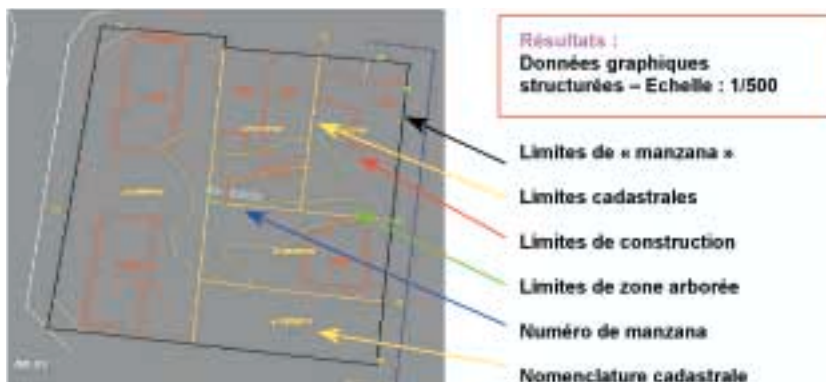 Résultats :
Données graphiques
structurées – Echelle : 1/500
Limites de « manzana »
Limites cadastrales
Limites de construction
Limites de zone arborée
Numéro de manzana
Nomenclature cadastrale